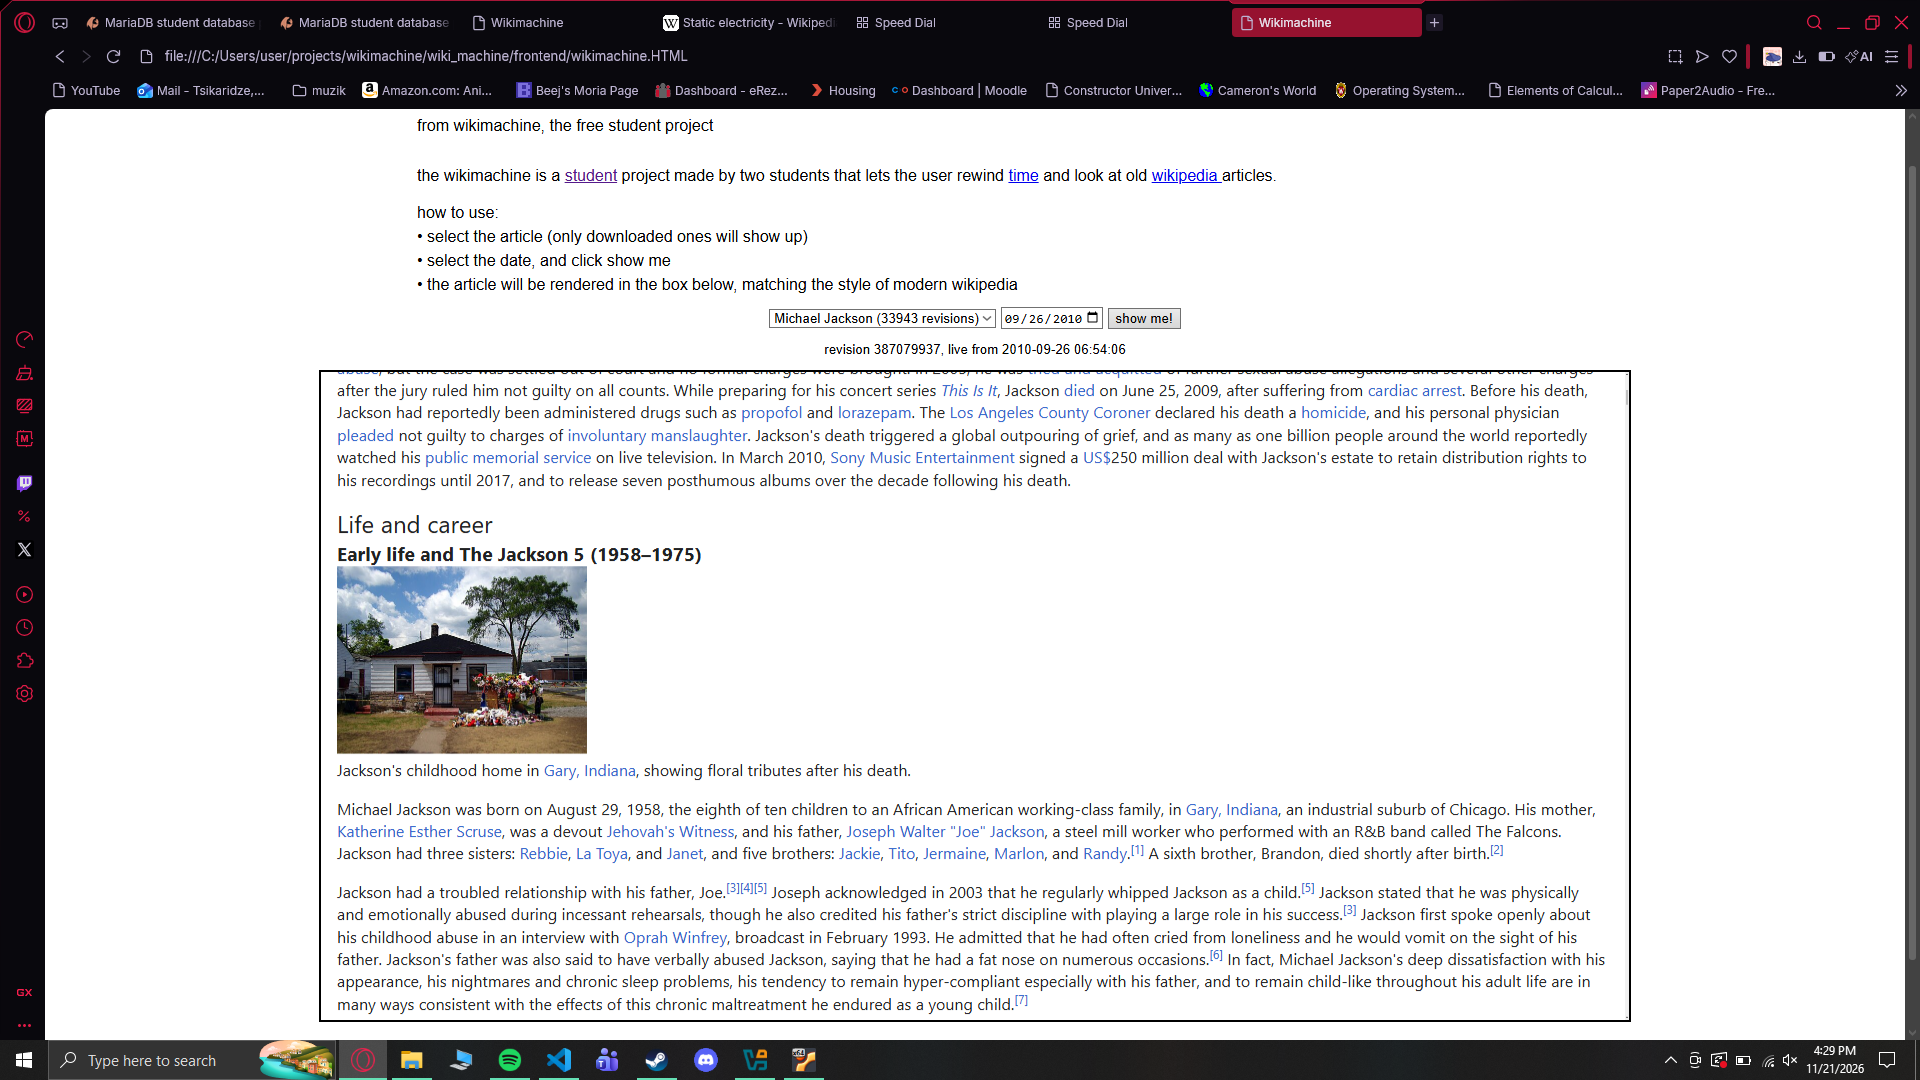 MariaDB student database
MariaDB student database
Wikimachine
Static electricity - Wikiped
Speed Dial
Speed Dial
Wikimachine
file:///C:/Users/user/projects/wikimachine/wiki_machine/frontend/wikimachine.HTML
AI
YouTube
Mail - Tsikaridze,...
muzik
Amazon.com: Ani...
Beej's Moria Page
Dashboard - eRez...
Housing
Dashboard | Moodle
Constructor Univer...
Cameron's World
Operating System...
Elements of Calcul...
Paper2Audio - Fre...
from wikimachine, the free student project
the wikimachine is a student project made by two students that lets the user rewind time and look at old wikipedia articles.
how to use:
• select the article (only downloaded ones will show up)
• select the date, and click show me
• the article will be rendered in the box below, matching the style of modern wikipedia
Michael Jackson (33943 revisions) 09/26/2010 show me!
revision 387079937, live from 2010-09-26 06:54:06
after the jury ruled him not guilty on all counts. While preparing for his concert series This Is It, Jackson died on June 25, 2009, after suffering from cardiac arrest. Before his death,
Jackson had reportedly been administered drugs such as propofol and lorazepam. The Los Angeles County Coroner declared his death a homicide, and his personal physician
pleaded not guilty to charges of involuntary manslaughter. Jackson's death triggered a global outpouring of grief, and as many as one billion people around the world reportedly
watched his public memorial service on live television. In March 2010, Sony Music Entertainment signed a US$250 million deal with Jackson's estate to retain distribution rights to
his recordings until 2017, and to release seven posthumous albums over the decade following his death.
Life and career
Early life and The Jackson 5 (1958–1975)
Jackson's childhood home in Gary, Indiana, showing floral tributes after his death.
Michael Jackson was born on August 29, 1958, the eighth of ten children to an African American working-class family, in Gary, Indiana, an industrial suburb of Chicago. His mother,
Katherine Esther Scruse, was a devout Jehovah's Witness, and his father, Joseph Walter "Joe" Jackson, a steel mill worker who performed with an R&B band called The Falcons.
Jackson had three sisters: Rebbie, La Toya, and Janet, and five brothers: Jackie, Tito, Jermaine, Marlon, and Randy.[1] A sixth brother, Brandon, died shortly after birth.[2]
Jackson had a troubled relationship with his father, Joe.[3][4][5] Joseph acknowledged in 2003 that he regularly whipped Jackson as a child.[5] Jackson stated that he was physically
and emotionally abused during incessant rehearsals, though he also credited his father's strict discipline with playing a large role in his success.[3] Jackson first spoke openly about
his childhood abuse in an interview with Oprah Winfrey, broadcast in February 1993. He admitted that he had often cried from loneliness and he would vomit on the sight of his
father. Jackson's father was also said to have verbally abused Jackson, saying that he had a fat nose on numerous occasions.[6] In fact, Michael Jackson's deep dissatisfaction with his
appearance, his nightmares and chronic sleep problems, his tendency to remain hyper-compliant especially with his father, and to remain child-like throughout his adult life are in
many ways consistent with the effects of this chronic maltreatment he endured as a young child.[7]
GX
Type here to search
4:29 PM
11/21/2026